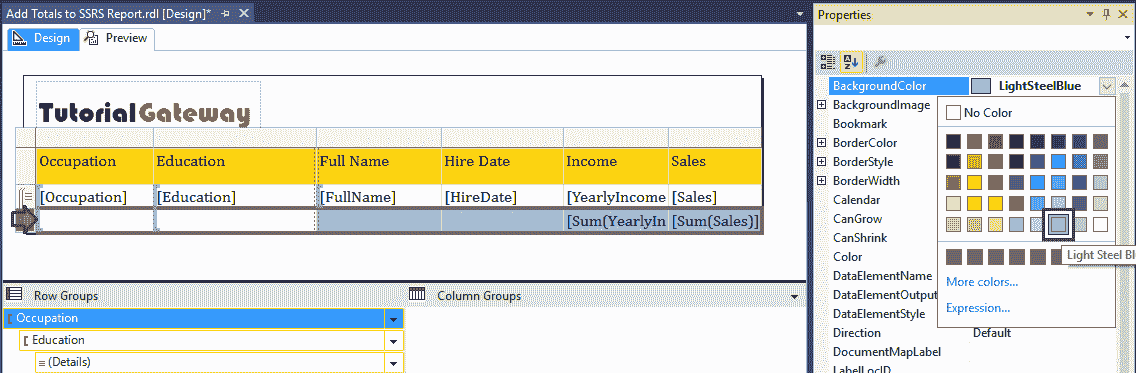 Add Totals to SSRS Report.rdl [Design]*
Properties
Design Preview
BackgroundColor LightSteelBlue
BackgroundImage
No Color
Bookmark
BorderColor
BorderStyle
BorderWidth
Calendar
CanGrow
CanShrink
Color
Light Steel Bl
DataElementName
DataElementOutput
More colors...
DataElementStyle
Expression...
Direction Default
DocumentMapLabel
LabelLocID
TutorialGateway
Occupation Education Full Name Hire Date Income Sales
[Occupation] [Education] [FullName] [HireDate] [YearlyIncome [Sales]
[Sum(YearlyIn [Sum(Sales)]
Row Groups Column Groups
[ Occupation
[ Education
≡ (Details)